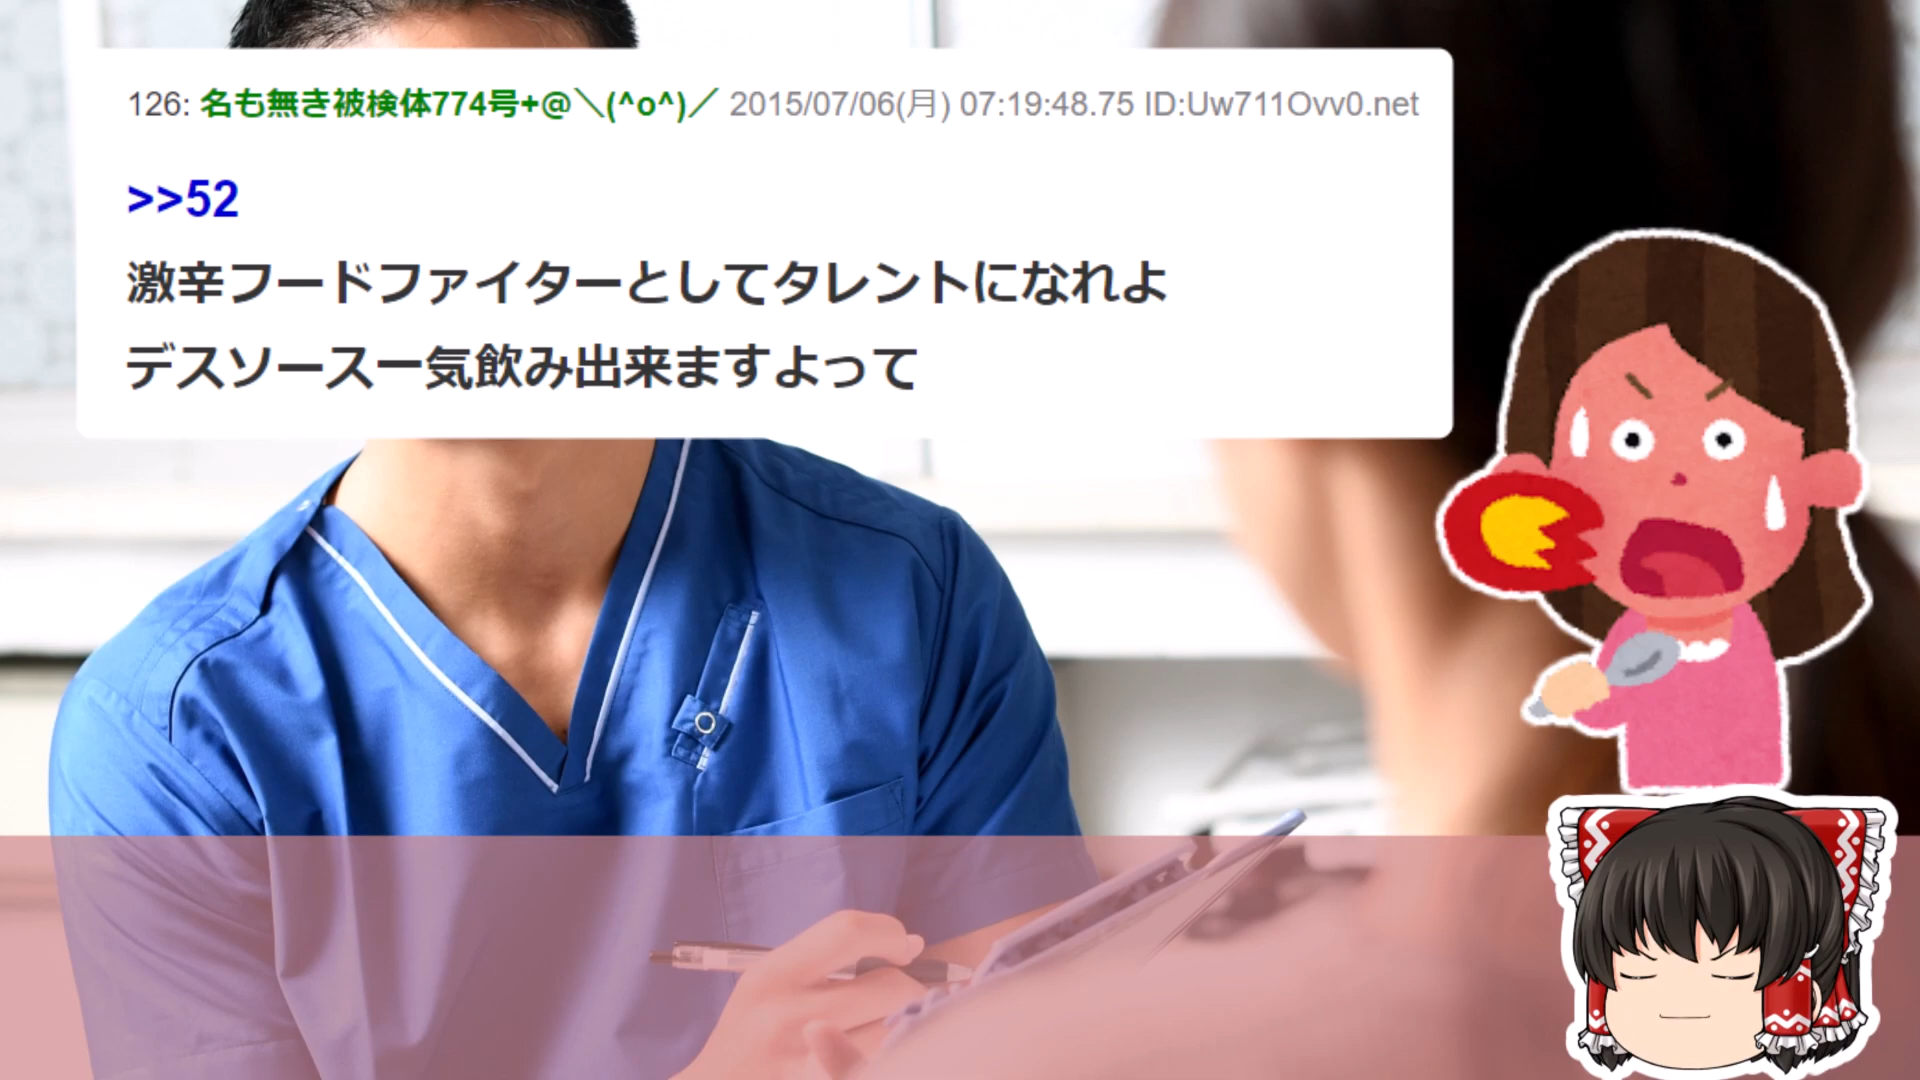 126: 名も無き被検体774号+@＼(^o^)／ 2015/07/06(月) 07:19:48.75 ID:Uw711Ovv0.net
>>52
激辛フードファイターとしてタレントになれよ
デスソース一気飲み出来ますよって